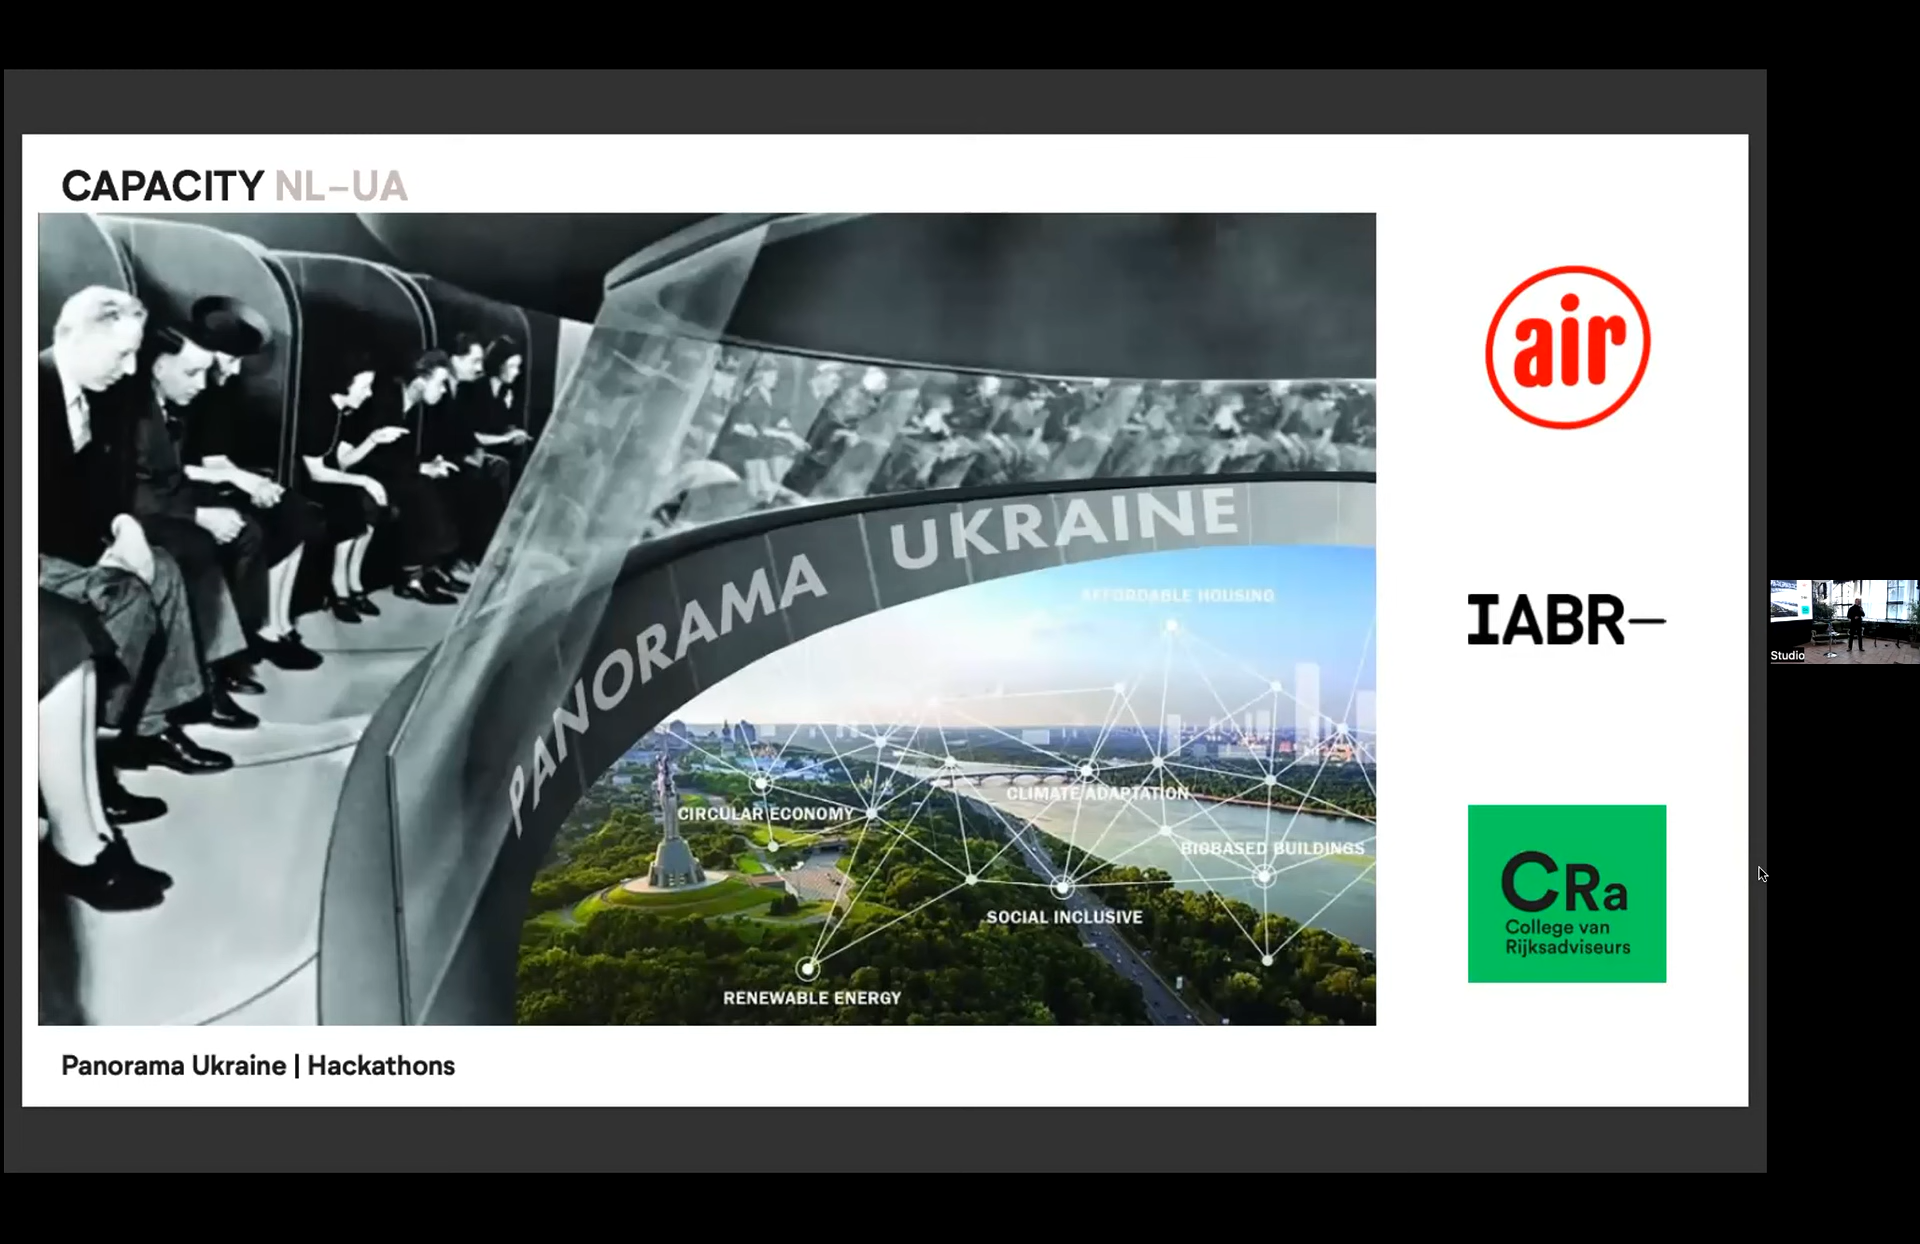 CAPACITY NL–UA
PANORAMA UKRAINE
AFFORDABLE HOUSING
CIRCULAR ECONOMY
CLIMATE ADAPTATION
BIOBASED BUILDINGS
SOCIAL INCLUSIVE
RENEWABLE ENERGY
Panorama Ukraine | Hackathons
air
IABR–
CRa
College van
Rijksadviseurs
Studio